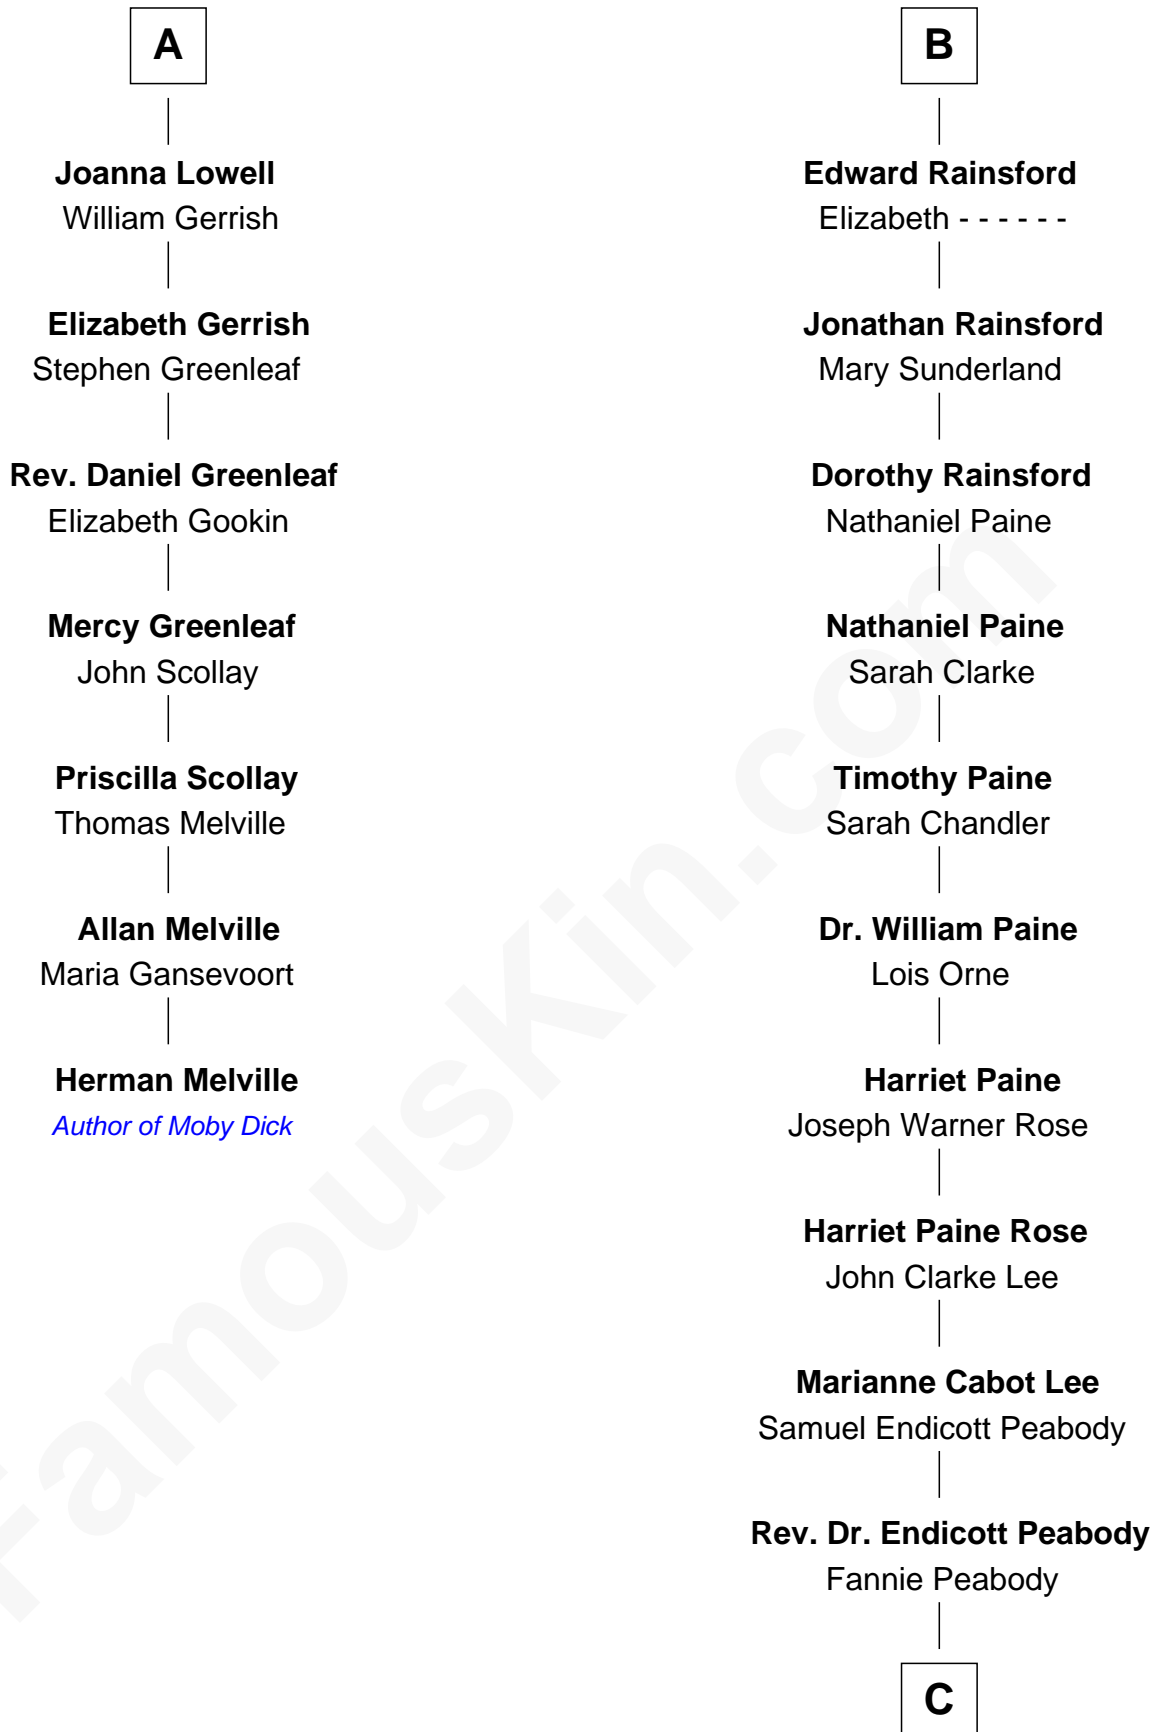 A
Joanna Lowell
William Gerrish
Elizabeth Gerrish
Stephen Greenleaf
Rev. Daniel Greenleaf
Elizabeth Gookin
Mercy Greenleaf
John Scollay
Priscilla Scollay
Thomas Melville
Allan Melville
Maria Gansevoort
Herman Melville
Author of Moby Dick
B
Edward Rainsford
Elizabeth - - - - - -
Jonathan Rainsford
Mary Sunderland
Dorothy Rainsford
Nathaniel Paine
Nathaniel Paine
Sarah Clarke
Timothy Paine
Sarah Chandler
Dr. William Paine
Lois Orne
Harriet Paine
Joseph Warner Rose
Harriet Paine Rose
John Clarke Lee
Marianne Cabot Lee
Samuel Endicott Peabody
Rev. Dr. Endicott Peabody
Fannie Peabody
C
FamousKin.com